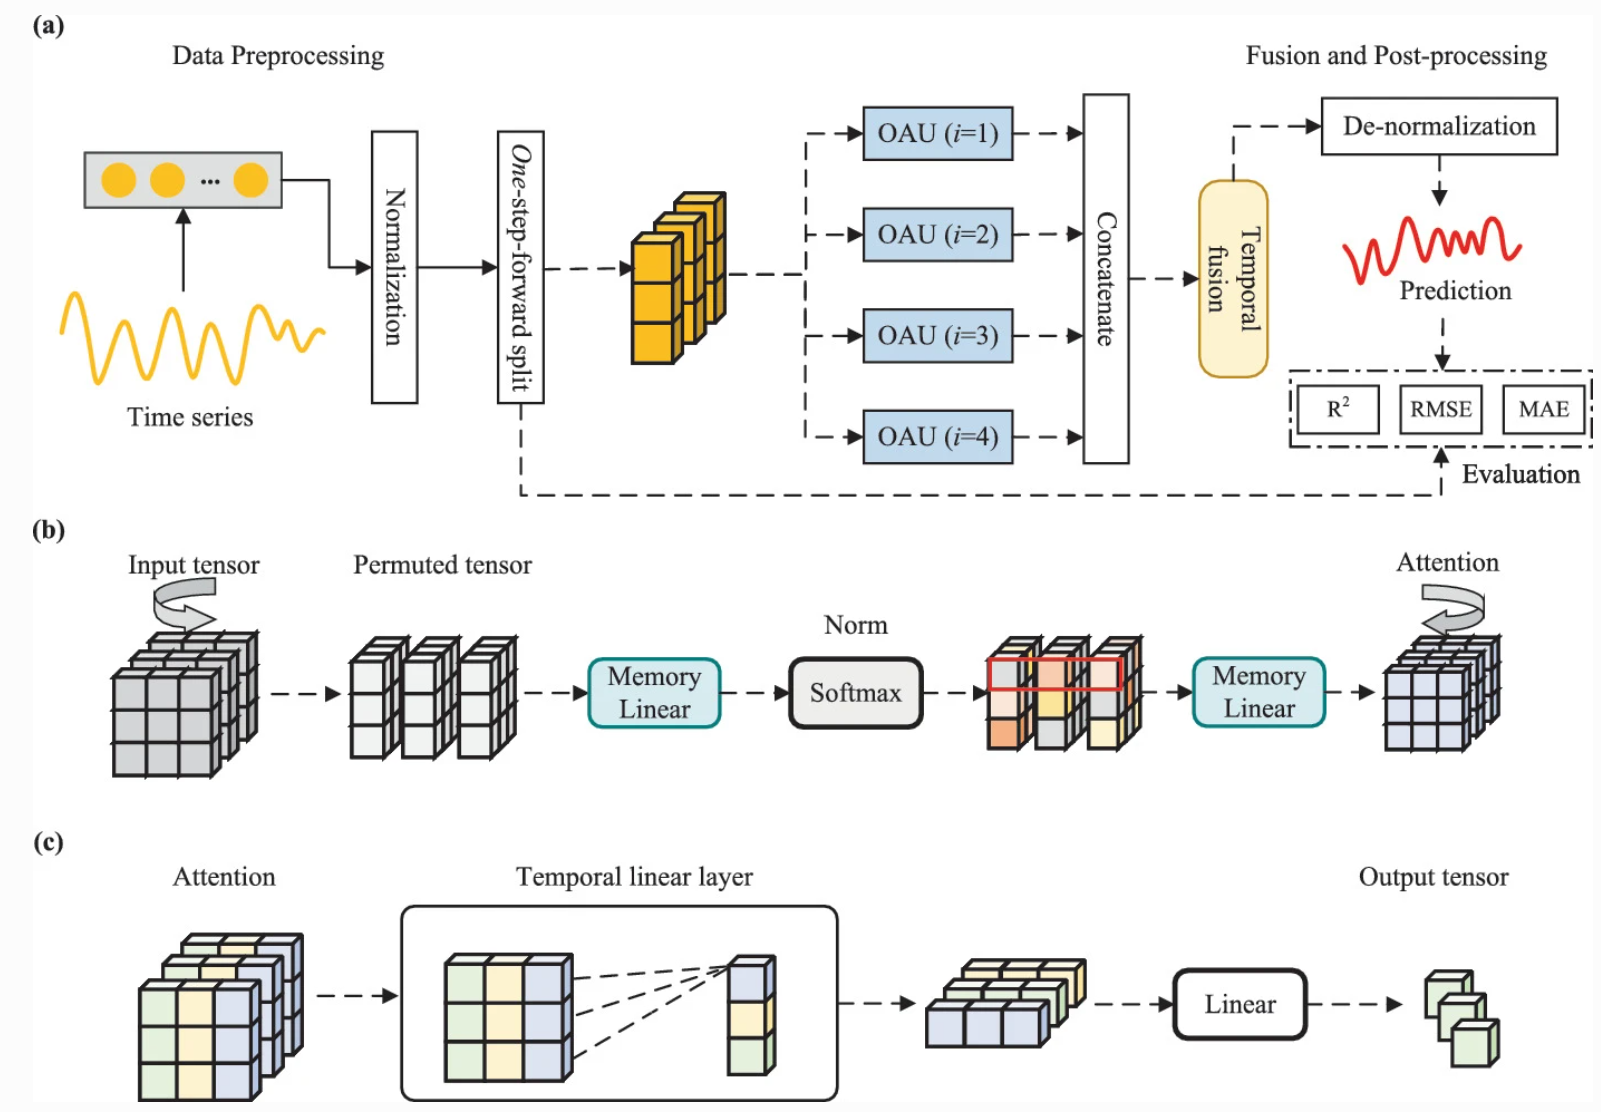 (a)
Data Preprocessing
Fusion and Post-processing
Normalization
One-step-forward split
...
Time series
OAU (i=1)
OAU (i=2)
OAU (i=3)
OAU (i=4)
Concatenate
Temporal
fusion
De-normalization
Prediction
R²
RMSE
MAE
Evaluation
(b)
Input tensor
Permuted tensor
Memory
Linear
Norm
Softmax
Memory
Linear
Attention
(c)
Attention
Temporal linear layer
Linear
Output tensor